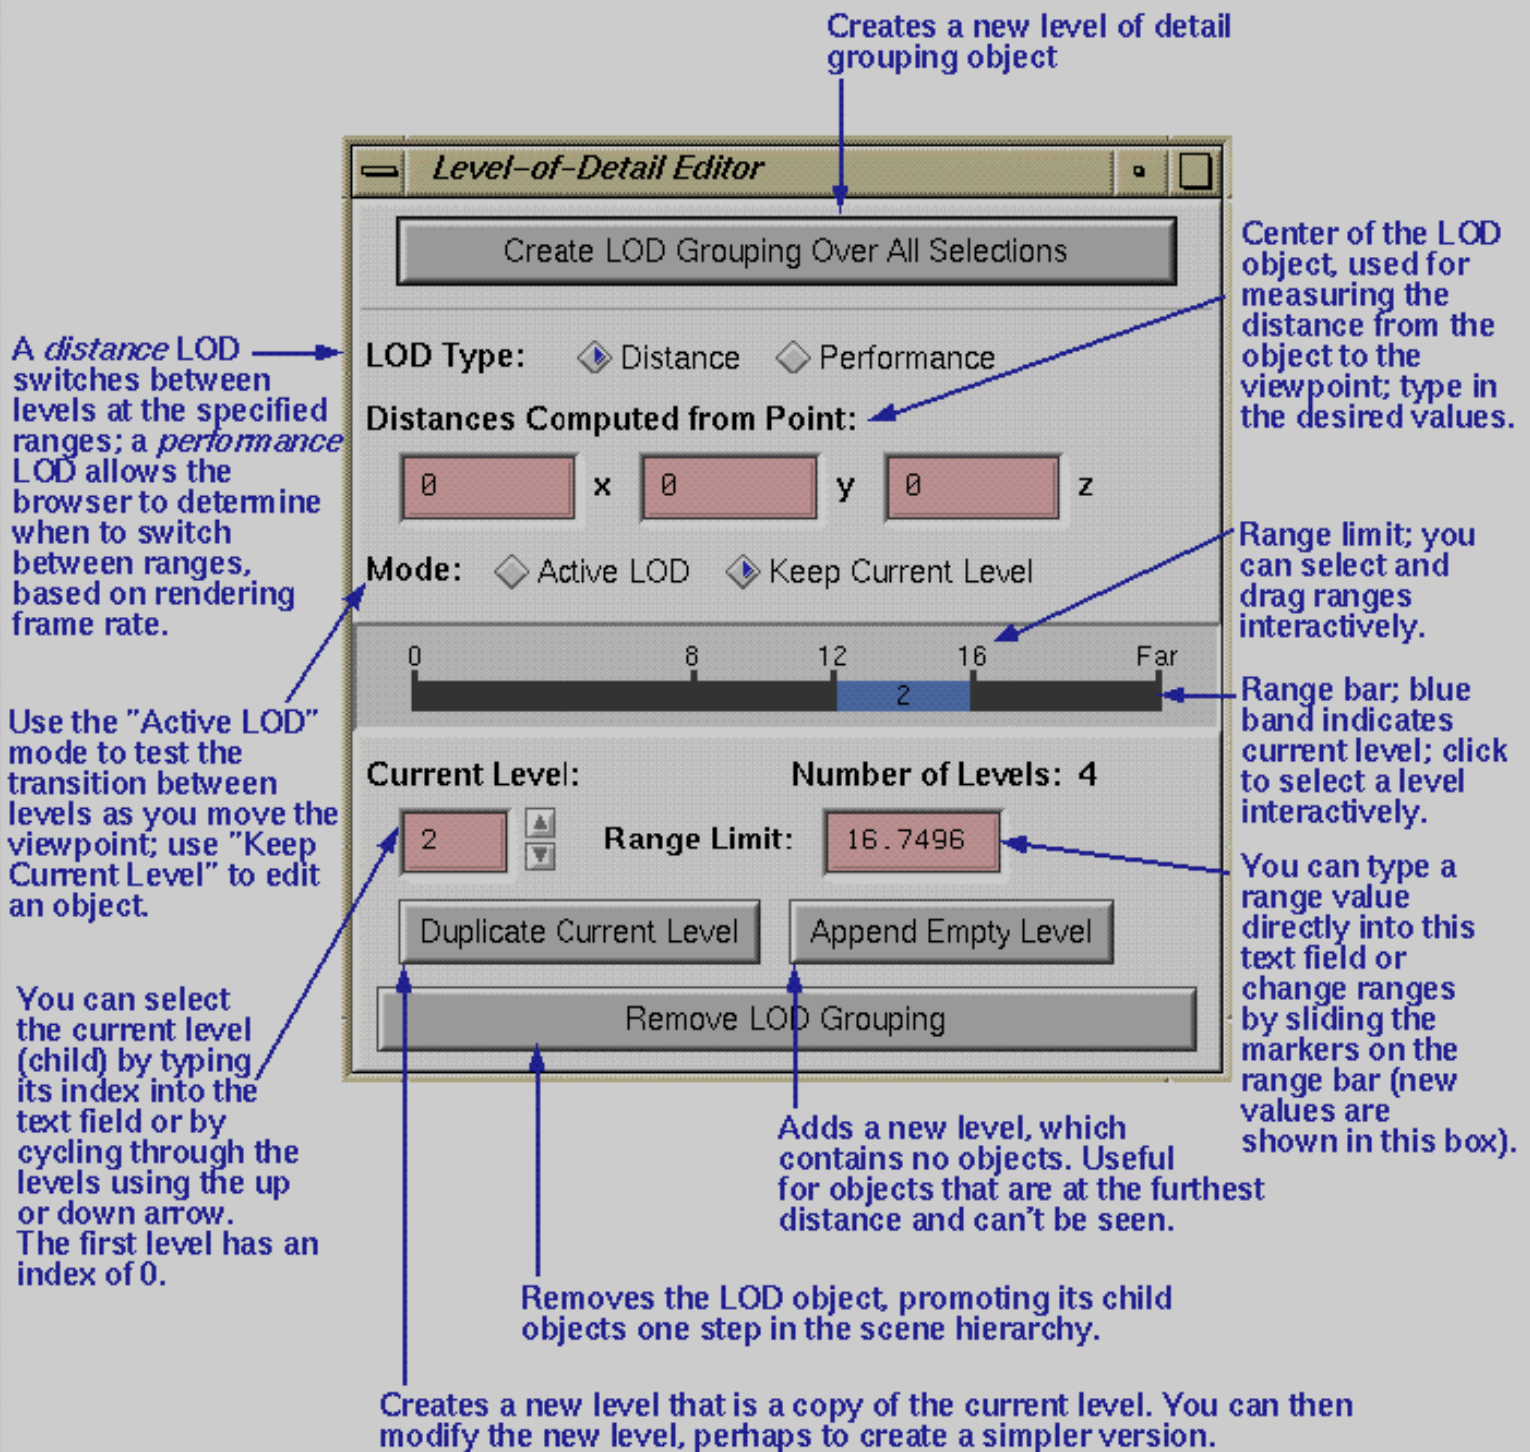 Creates a new level of detail
grouping object
Level-of-Detail Editor
Create LOD Grouping Over All Selections
Center of the LOD
object, used for
measuring the
distance from the
object to the
viewpoint; type in
the desired values.
A distance LOD
switches between
levels at the specified
ranges; a performance
LOD allows the
browser to determine
when to switch
between ranges,
based on rendering
frame rate.
LOD Type: Distance Performance
Distances Computed from Point:
0 x 0 y 0 z
Mode: Active LOD Keep Current Level
Range limit; you
can select and
drag ranges
interactively.
0 8 12 16 Far
2
Range bar; blue
band indicates
current level; click
to select a level
interactively.
Use the "Active LOD"
mode to test the
transition between
levels as you move the
viewpoint; use "Keep
Current Level" to edit
an object.
Current Level: Number of Levels: 4
2 Range Limit: 16.7496
You can type a
range value
directly into this
text field or
change ranges
by sliding the
markers on the
range bar (new
values are
shown in this box).
Duplicate Current Level Append Empty Level
Remove LOD Grouping
You can select
the current level
(child) by typing
its index into the
text field or by
cycling through the
levels using the up
or down arrow.
The first level has an
index of 0.
Adds a new level, which
contains no objects. Useful
for objects that are at the furthest
distance and can't be seen.
Removes the LOD object, promoting its child
objects one step in the scene hierarchy.
Creates a new level that is a copy of the current level. You can then
modify the new level, perhaps to create a simpler version.